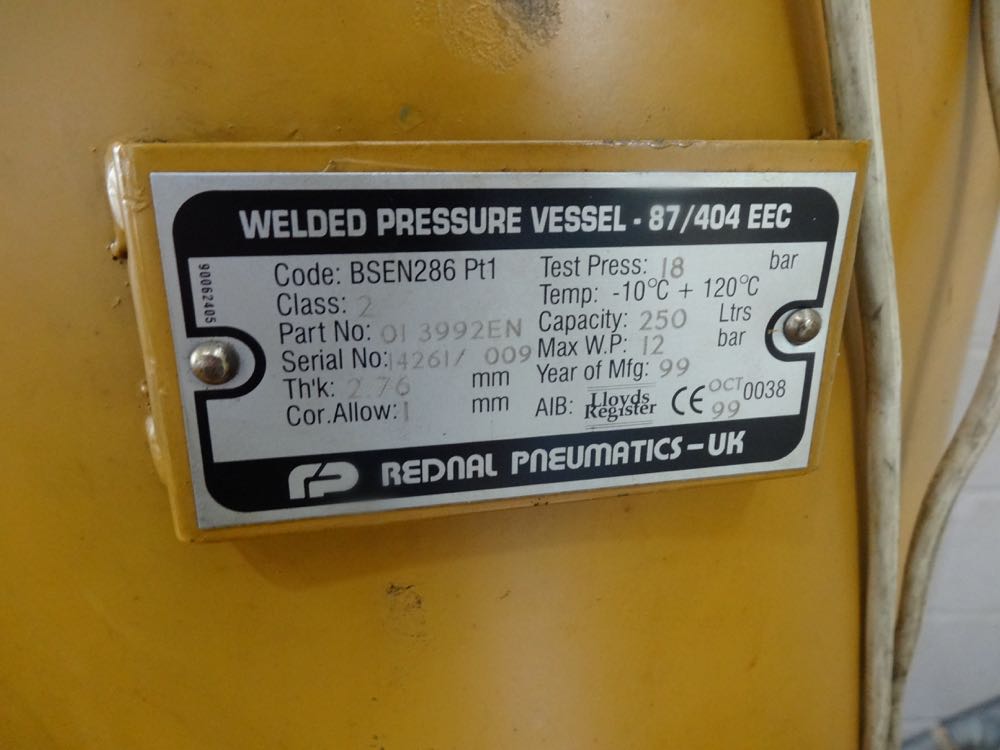 WELDED PRESSURE VESSEL - 87/404 EEC
90062405
Code: BSEN286 Pt1
Class: 2
Part No: 01 3992EN
Serial No: 14261/ 009
Th'k: 2.76 mm
Cor.Allow: 1 mm
Test Press: 18 bar
Temp: -10°C + 120°C
Capacity: 250 Ltrs
Max W.P: 12 bar
Year of Mfg: 99
AIB: Lloyds Register CE OCT 99 0038
rp REDNAL PNEUMATICS-UK